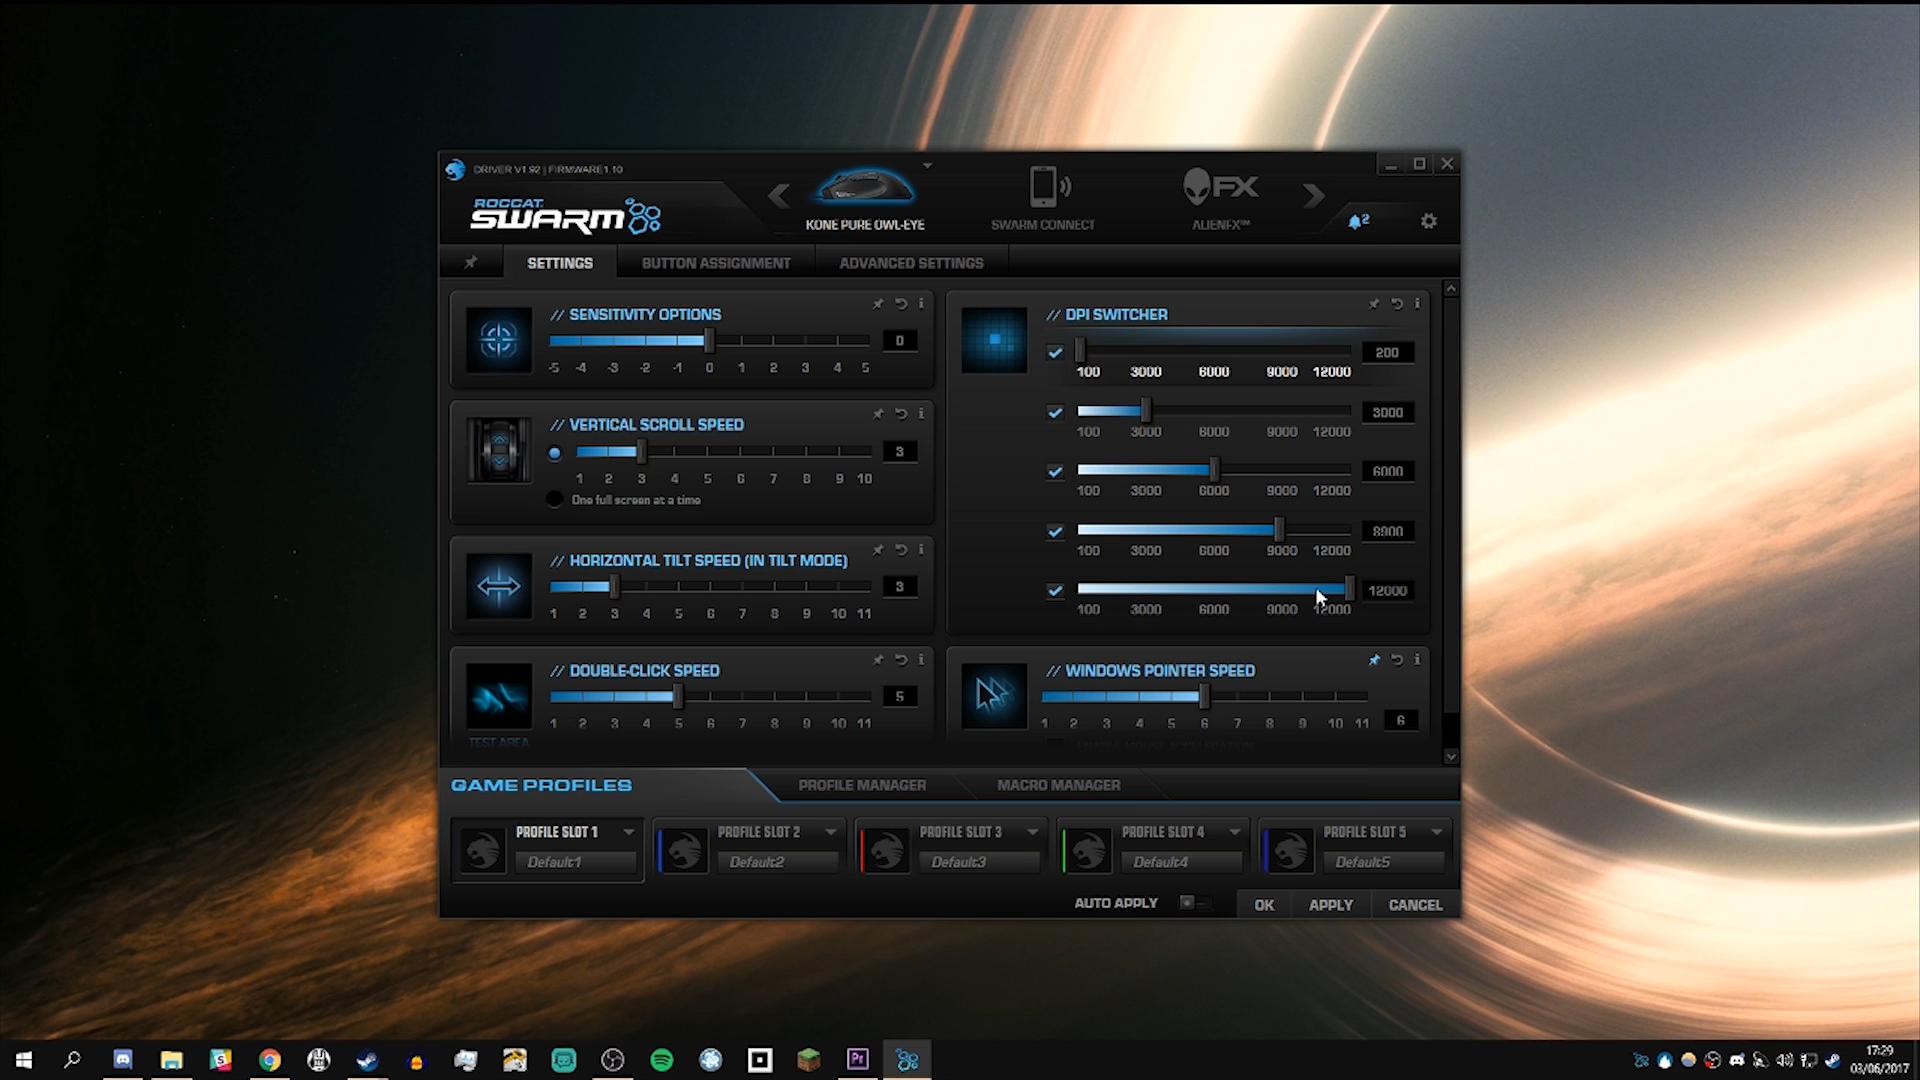 DRIVER V1.92 | FIRMWARE1.10
ROCCAT
SWARM
KONE PURE OWL-EYE
SWARM CONNECT
FX
ALIENFX™
2
SETTINGS
BUTTON ASSIGNMENT
ADVANCED SETTINGS
// SENSITIVITY OPTIONS
0
-5 -4 -3 -2 -1 0 1 2 3 4 5
// VERTICAL SCROLL SPEED
3
1 2 3 4 5 6 7 8 9 10
One full screen at a time
// HORIZONTAL TILT SPEED (IN TILT MODE)
3
1 2 3 4 5 6 7 8 9 10 11
// DOUBLE-CLICK SPEED
5
1 2 3 4 5 6 7 8 9 10 11
TEST AREA
// DPI SWITCHER
200
100 3000 6000 9000 12000
3000
100 3000 6000 9000 12000
6000
100 3000 6000 9000 12000
8900
100 3000 6000 9000 12000
12000
100 3000 6000 9000 12000
// WINDOWS POINTER SPEED
1 2 3 4 5 6 7 8 9 10 11
6
GAME PROFILES
PROFILE MANAGER
MACRO MANAGER
PROFILE SLOT 1
Default1
PROFILE SLOT 2
Default2
PROFILE SLOT 3
Default3
PROFILE SLOT 4
Default4
PROFILE SLOT 5
Default5
AUTO APPLY
OK
APPLY
CANCEL
Pr
17:29
03/06/2017